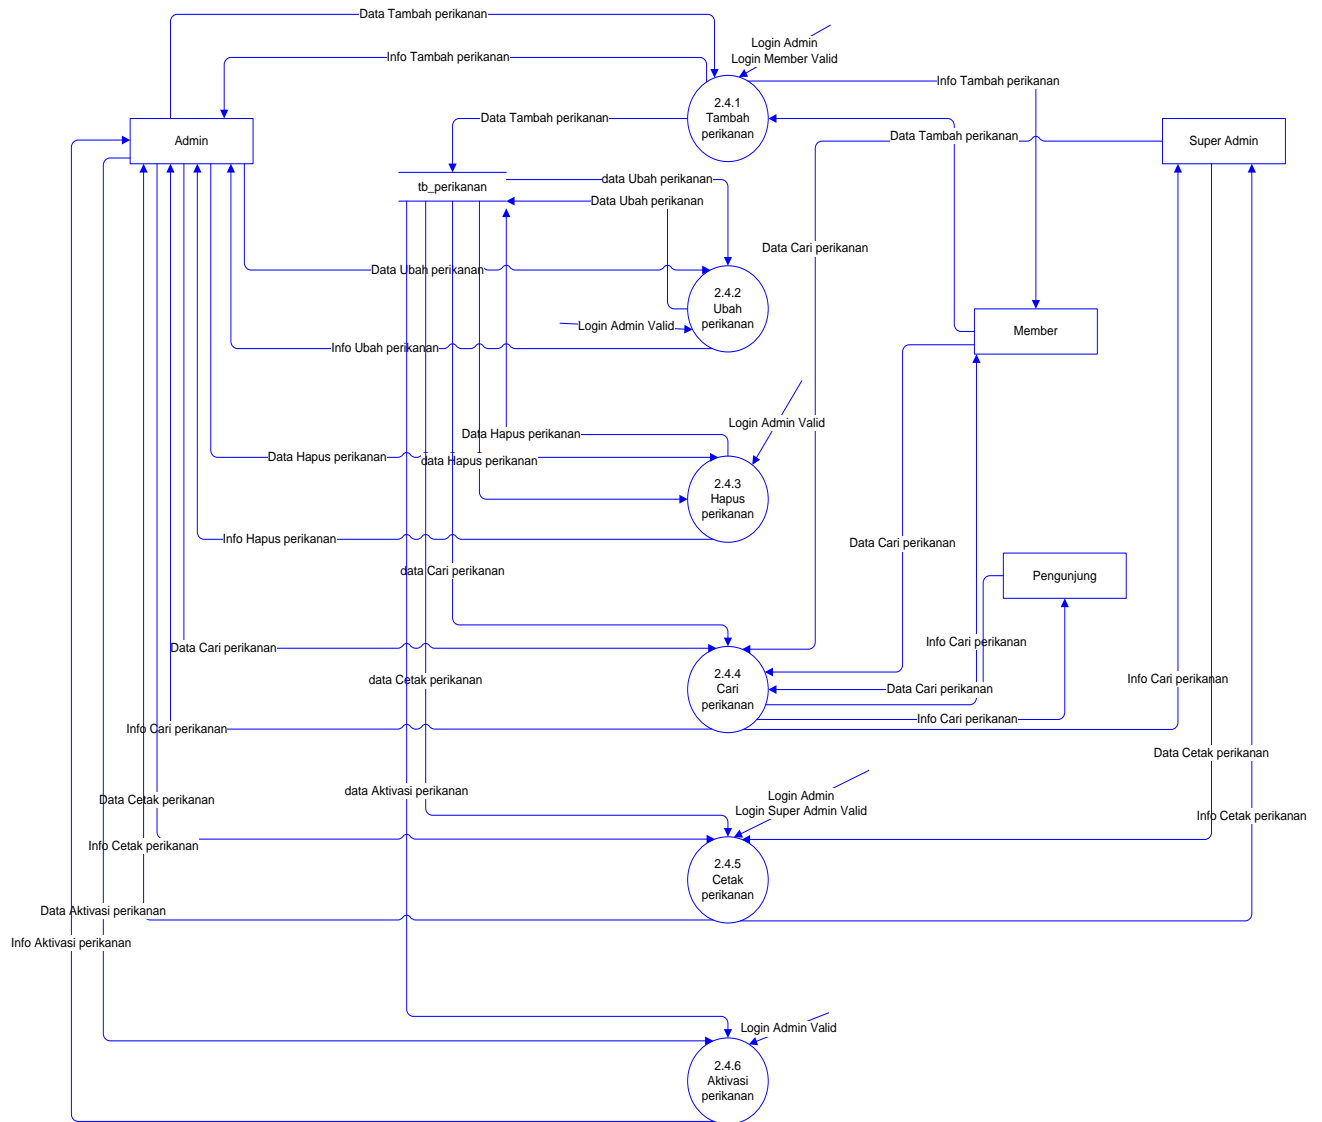 Data Tambah perikanan
Login Admin
Login Member Valid
Info Tambah perikanan
Info Tambah perikanan
2.4.1
Tambah
perikanan
Data Tambah perikanan
Data Tambah perikanan
Admin
Super Admin
tb_perikanan
data Ubah perikanan
Data Ubah perikanan
Data Cari perikanan
Data Ubah perikanan
2.4.2
Ubah
perikanan
Login Admin Valid
Member
Info Ubah perikanan
Login Admin Valid
Data Hapus perikanan
Data Hapus perikanan
data Hapus perikanan
2.4.3
Hapus
perikanan
Info Hapus perikanan
Data Cari perikanan
data Cari perikanan
Pengunjung
Data Cari perikanan
Info Cari perikanan
data Cetak perikanan
2.4.4
Cari
perikanan
Info Cari perikanan
Data Cari perikanan
Info Cari perikanan
Info Cari perikanan
Data Cetak perikanan
data Aktivasi perikanan
Data Cetak perikanan
Login Admin
Login Super Admin Valid
Info Cetak perikanan
Info Cetak perikanan
2.4.5
Cetak
perikanan
Data Aktivasi perikanan
Info Aktivasi perikanan
Login Admin Valid
2.4.6
Aktivasi
perikanan